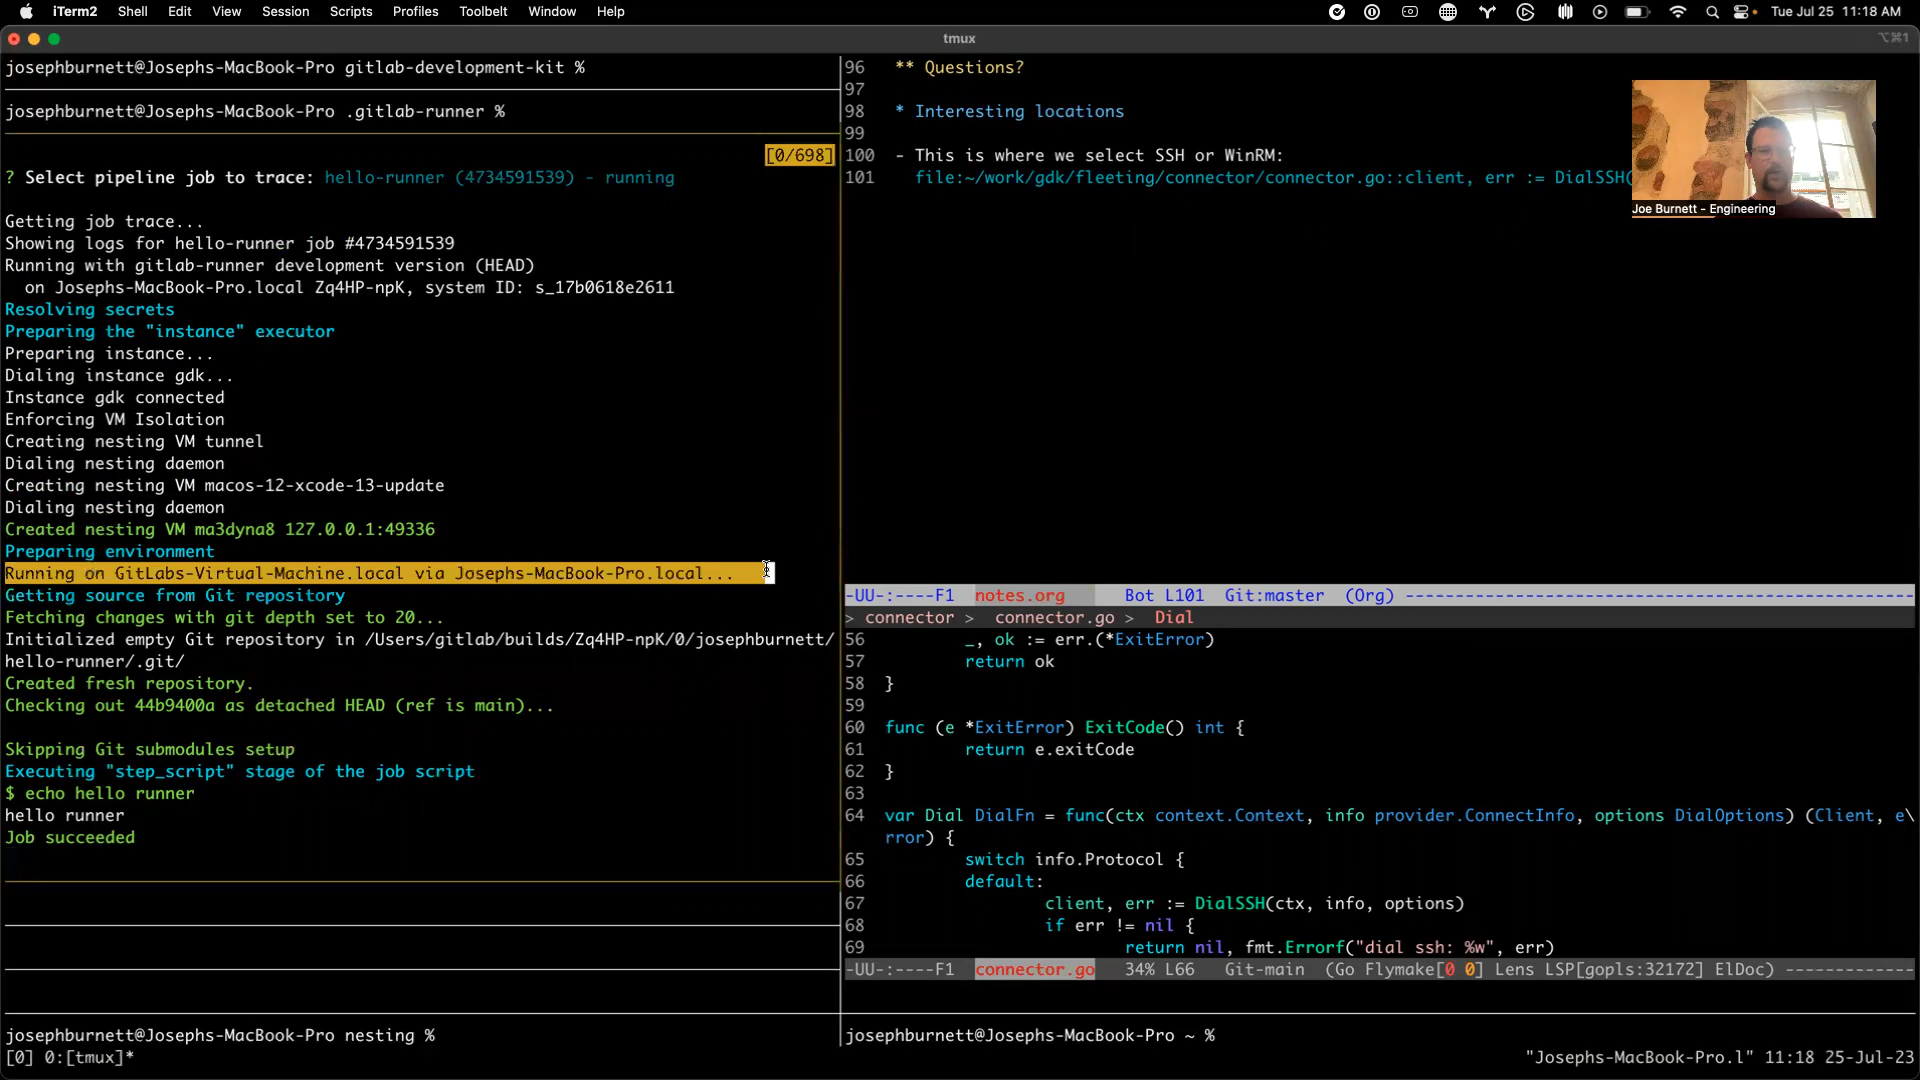 iTerm2 Shell Edit View Session Scripts Profiles Toolbelt Window Help Tue Jul 25 11:18 AM
tmux
⌥⌘1
josephburnett@Josephs-MacBook-Pro gitlab-development-kit %
josephburnett@Josephs-MacBook-Pro .gitlab-runner %
[0/698]
? Select pipeline job to trace: hello-runner (4734591539) - running
Getting job trace...
Showing logs for hello-runner job #4734591539
Running with gitlab-runner development version (HEAD)
on Josephs-MacBook-Pro.local Zq4HP-npK, system ID: s_17b0618e2611
Resolving secrets
Preparing the "instance" executor
Preparing instance...
Dialing instance gdk...
Instance gdk connected
Enforcing VM Isolation
Creating nesting VM tunnel
Dialing nesting daemon
Creating nesting VM macos-12-xcode-13-update
Dialing nesting daemon
Created nesting VM ma3dyna8 127.0.0.1:49336
Preparing environment
Running on GitLabs-Virtual-Machine.local via Josephs-MacBook-Pro.local...
Getting source from Git repository
Fetching changes with git depth set to 20...
Initialized empty Git repository in /Users/gitlab/builds/Zq4HP-npK/0/josephburnett/
hello-runner/.git/
Created fresh repository.
Checking out 44b9400a as detached HEAD (ref is main)...
Skipping Git submodules setup
Executing "step_script" stage of the job script
$ echo hello runner
hello runner
Job succeeded
josephburnett@Josephs-MacBook-Pro nesting %
96 ** Questions?
97
98 * Interesting locations
99
100 - This is where we select SSH or WinRM:
101 file:~/work/gdk/fleeting/connector/connector.go::client, err := DialSSH(
Joe Burnett - Engineering
-UU-:----F1 notes.org Bot L101 Git:master (Org) --------------------------------------------------
> connector > connector.go > Dial
56 _, ok := err.(*ExitError)
57 return ok
58 }
59
60 func (e *ExitError) ExitCode() int {
61 return e.exitCode
62 }
63
64 var Dial DialFn = func(ctx context.Context, info provider.ConnectInfo, options DialOptions) (Client, e\
rror) {
65 switch info.Protocol {
66 default:
67 client, err := DialSSH(ctx, info, options)
68 if err != nil {
69 return nil, fmt.Errorf("dial ssh: %w", err)
-UU-:----F1 connector.go 34% L66 Git-main (Go Flymake[0 0] Lens LSP[gopls:32172] ElDoc) -------------
josephburnett@Josephs-MacBook-Pro ~ %
[0] 0:[tmux]* "Josephs-MacBook-Pro.l" 11:18 25-Jul-23